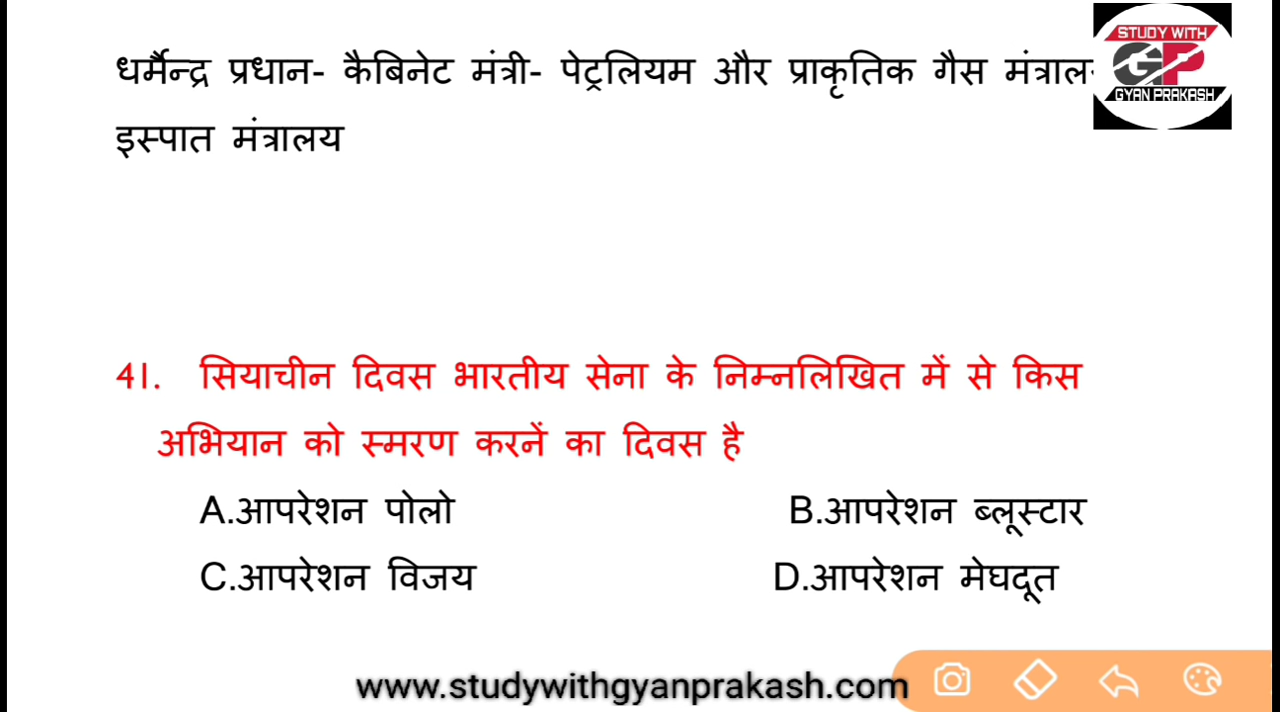 धर्मैन्द्र प्रधान- कैबिनेट मंत्री- पेट्रलियम और प्राकृतिक गैस मंत्राल
इस्पात मंत्रालय
STUDY WITH
GP
GYAN PRAKASH
41. सियाचीन दिवस भारतीय सेना के निम्नलिखित में से किस
अभियान को स्मरण करनें का दिवस है
A.आपरेशन पोलो B.आपरेशन ब्लूस्टार
C.आपरेशन विजय D.आपरेशन मेघदूत
www.studywithgyanprakash.com